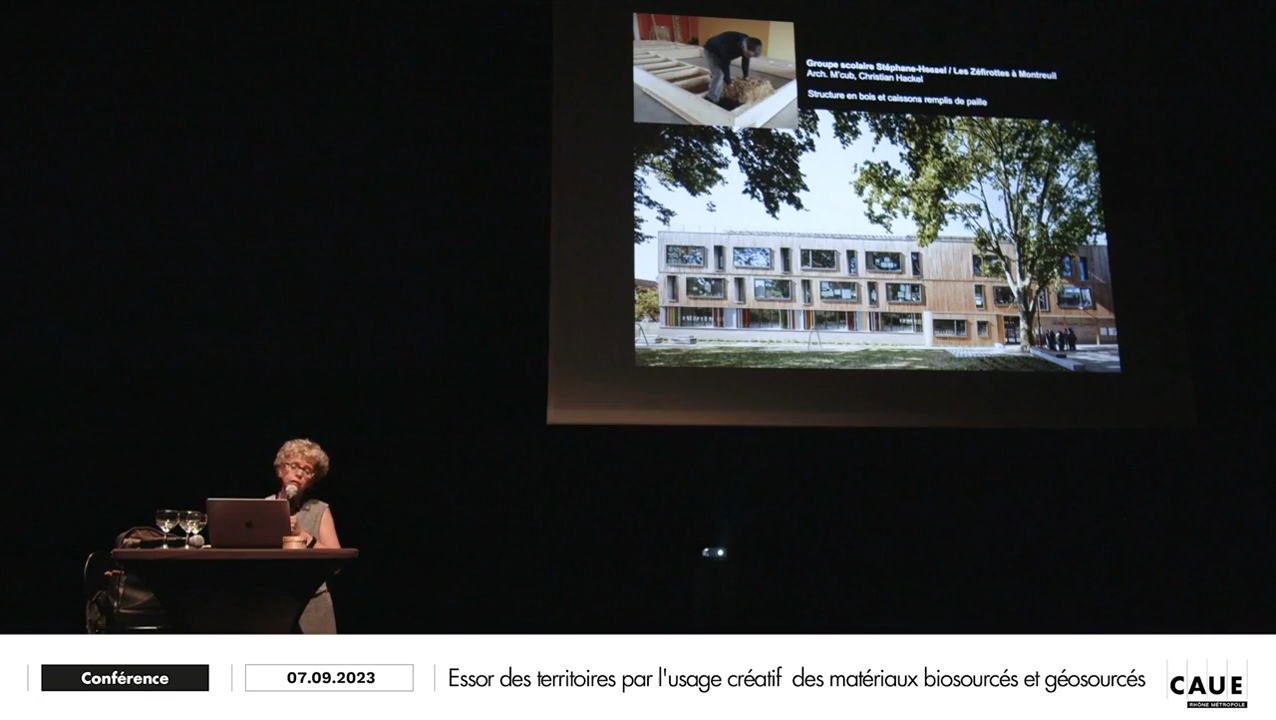 Groupe scolaire Stéphane-Hessel / Les Zéfirottes à Montreuil
Arch. M'cub, Christian Hackel
Structure en bois et caissons remplis de paille
Conférence
07.09.2023
Essor des territoires par l'usage créatif des matériaux biosourcés et géosourcés
CAUE
RHÔNE MÉTROPOLE